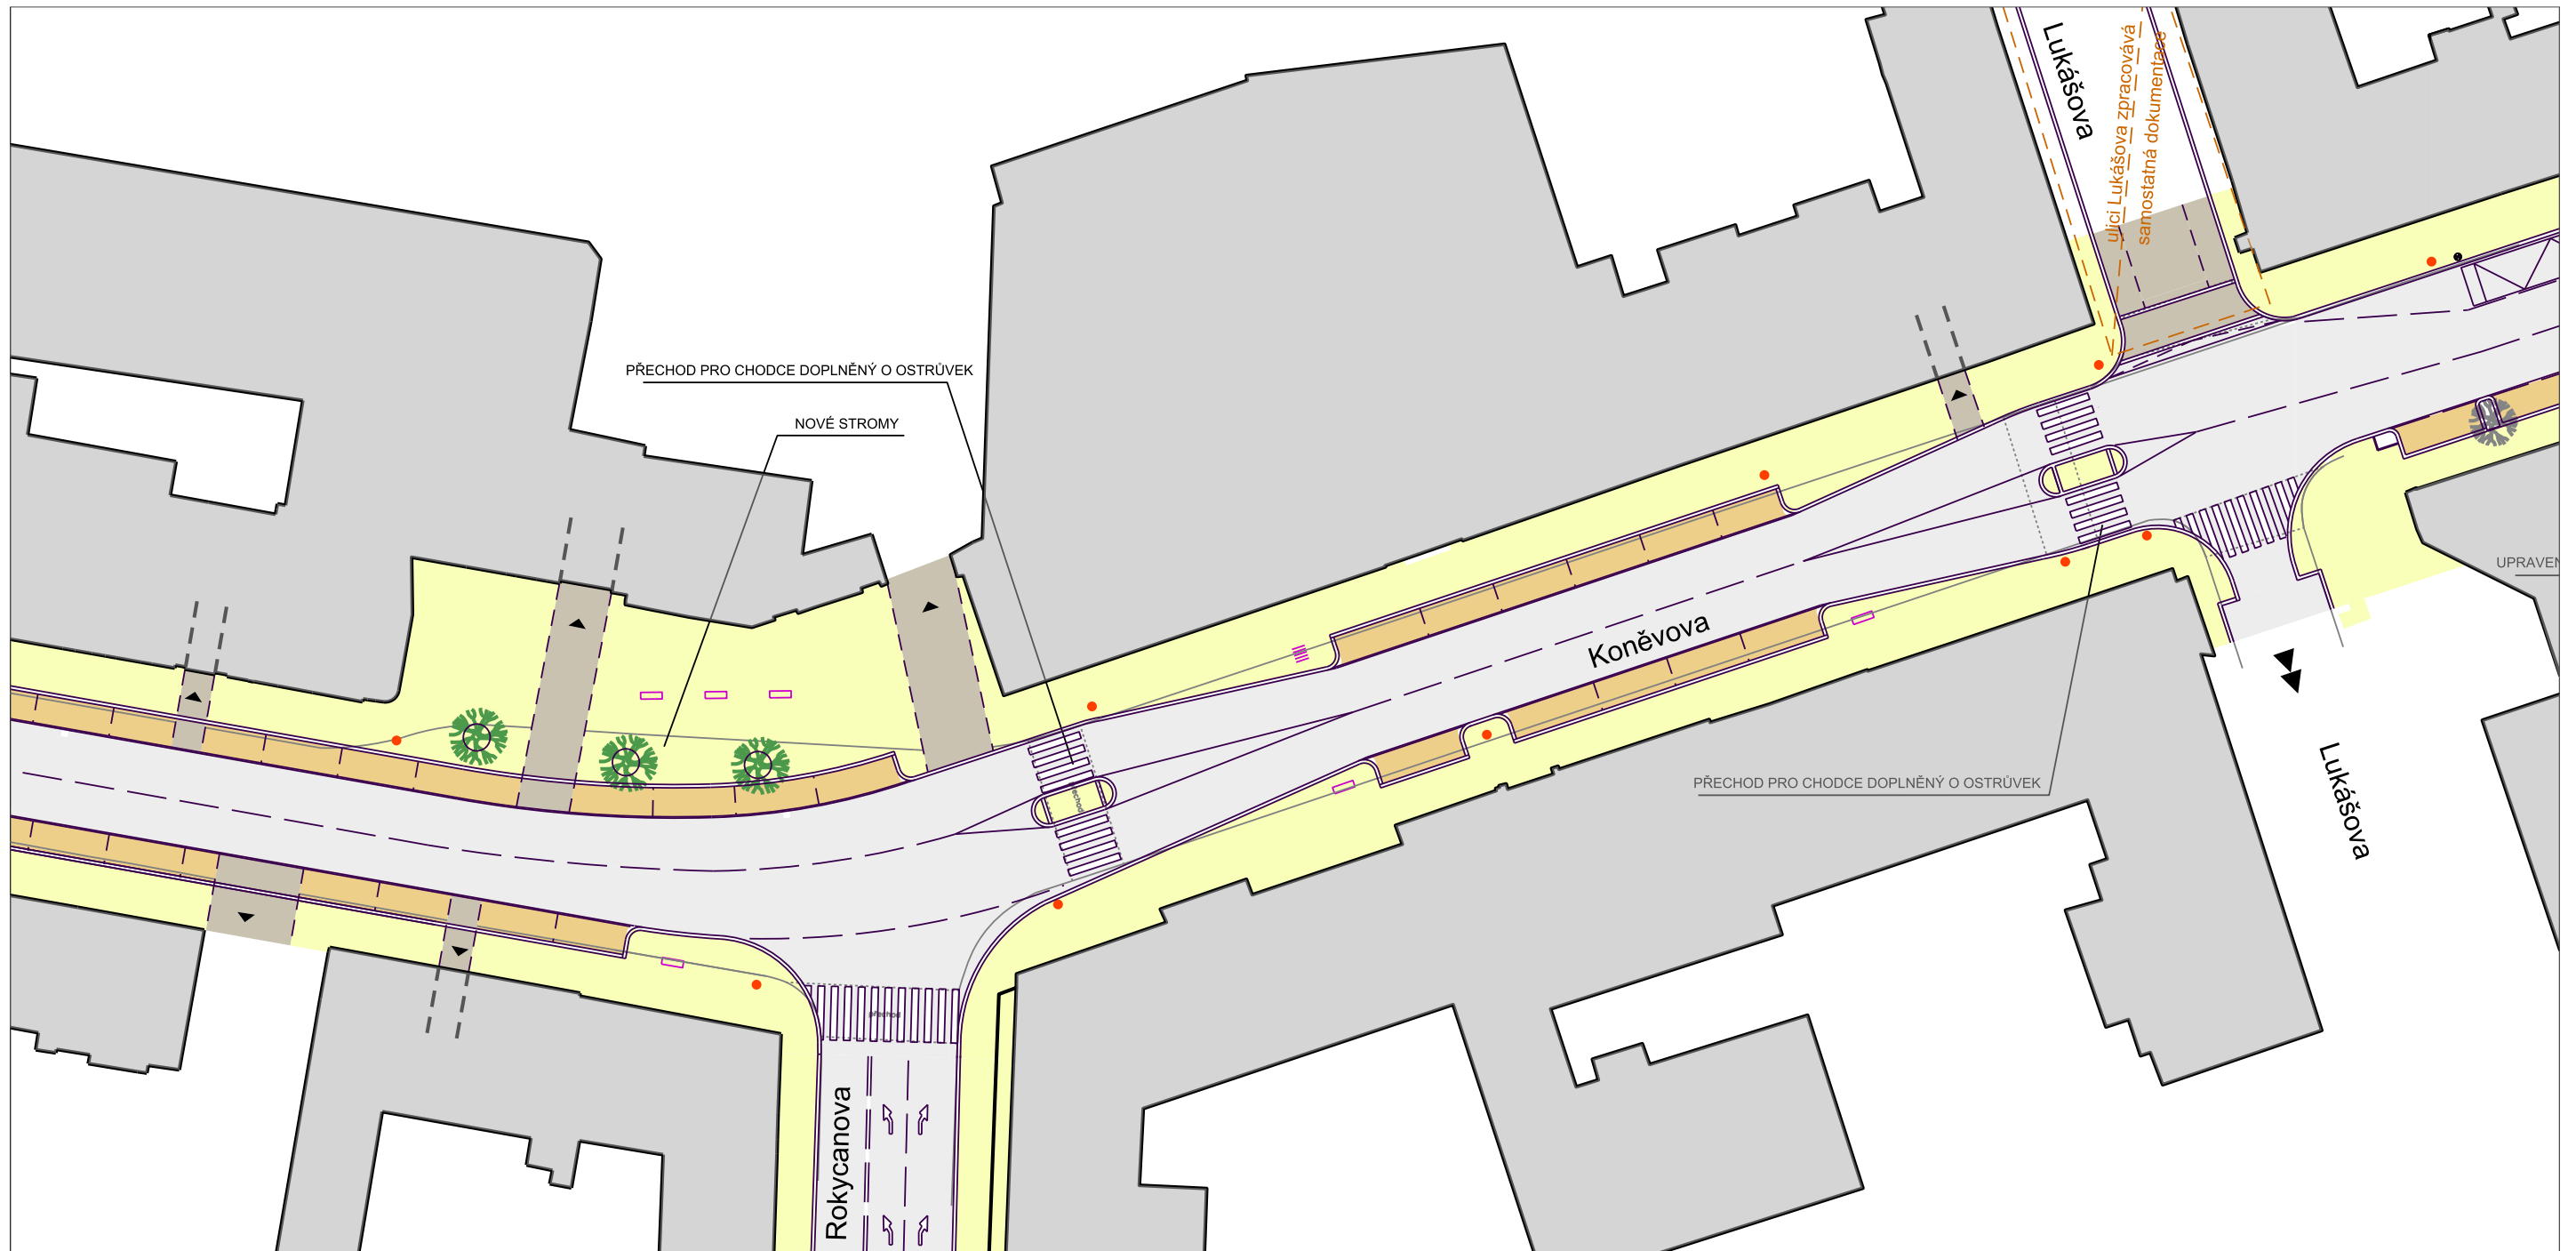 Lukášova
ulici Lukášova zpracovává
samostatná dokumentace
PŘECHOD PRO CHODCE DOPLNĚNÝ O OSTRŮVEK
NOVÉ STROMY
UPRAVEN
Koněvova
PŘECHOD PRO CHODCE DOPLNĚNÝ O OSTRŮVEK
Lukášova
přechod
Rokycanova